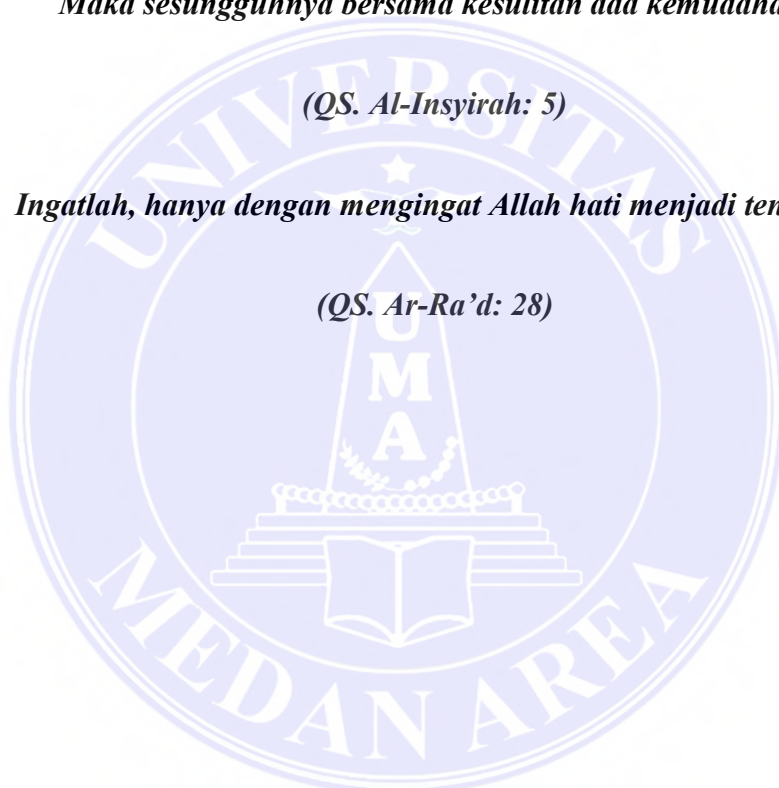 Maka sesungguhnya bersama kesulitan ada
(QS. Al-Insyirah: 5)
Ingatlah, hanya dengan mengingat Allah hati menjadi
(QS. Ar-Ra’d: 28)
UNIVERSITAS
UMA
MEDAN AREA